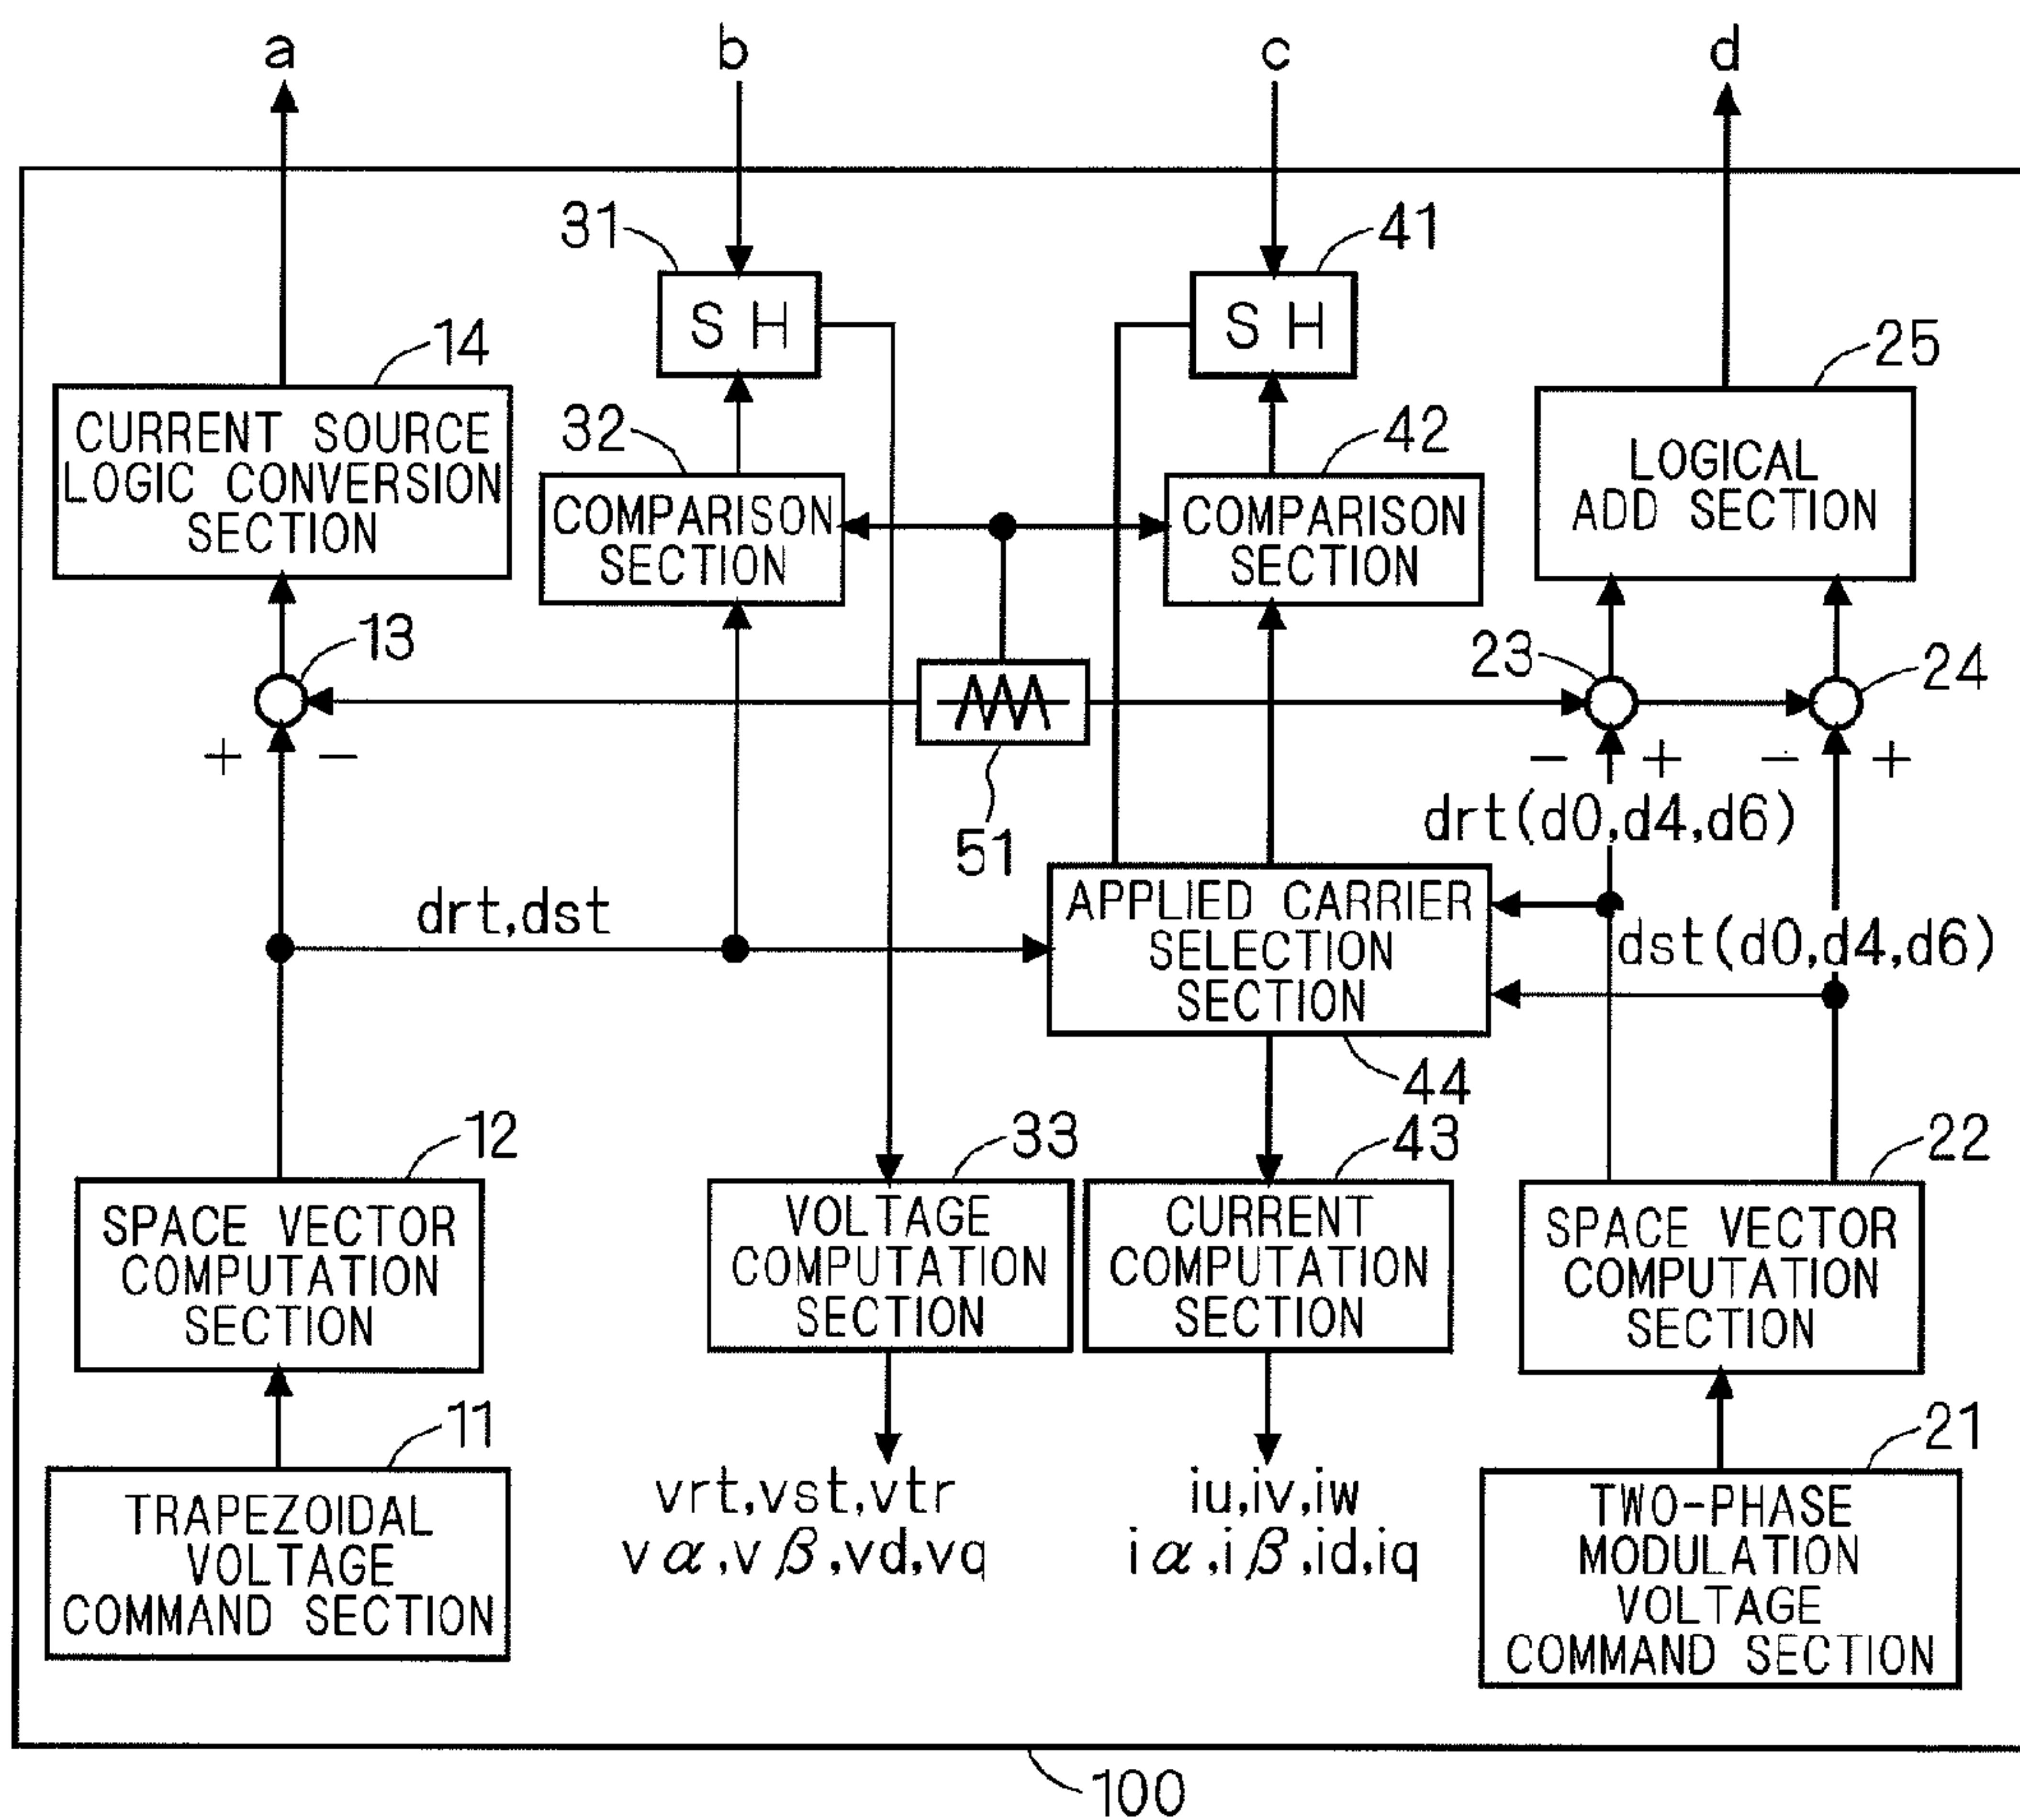 a
b
c
d
31
S H
41
S H
14
CURRENT SOURCE
LOGIC CONVERSION
SECTION
32
COMPARISON
SECTION
42
COMPARISON
SECTION
25
LOGICAL
ADD SECTION
13
+ -
51
23
- +
24
- +
drt(d0,d4,d6)
dst(d0,d4,d6)
drt,dst
APPLIED CARRIER
SELECTION
SECTION
44
12
SPACE VECTOR
COMPUTATION
SECTION
33
VOLTAGE
COMPUTATION
SECTION
43
CURRENT
COMPUTATION
SECTION
22
SPACE VECTOR
COMPUTATION
SECTION
11
TRAPEZOIDAL
VOLTAGE
COMMAND SECTION
vrt,vst,vtr
vα,vβ,vd,vq
iu,iv,iw
iα,iβ,id,iq
21
TWO-PHASE
MODULATION
VOLTAGE
COMMAND SECTION
100